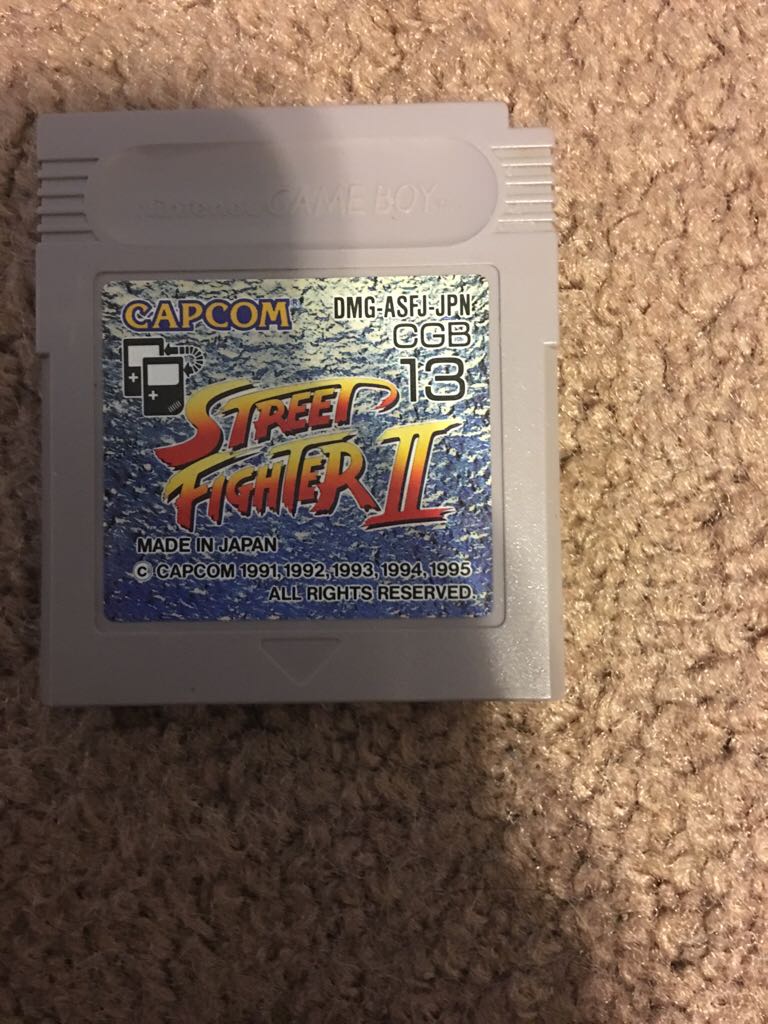 Nintendo GAME BOY
CAPCOM
DMG-ASFJ-JPN
CGB
13
STREET
FIGHTER II
MADE IN JAPAN
© CAPCOM 1991, 1992, 1993, 1994, 1995
ALL RIGHTS RESERVED.